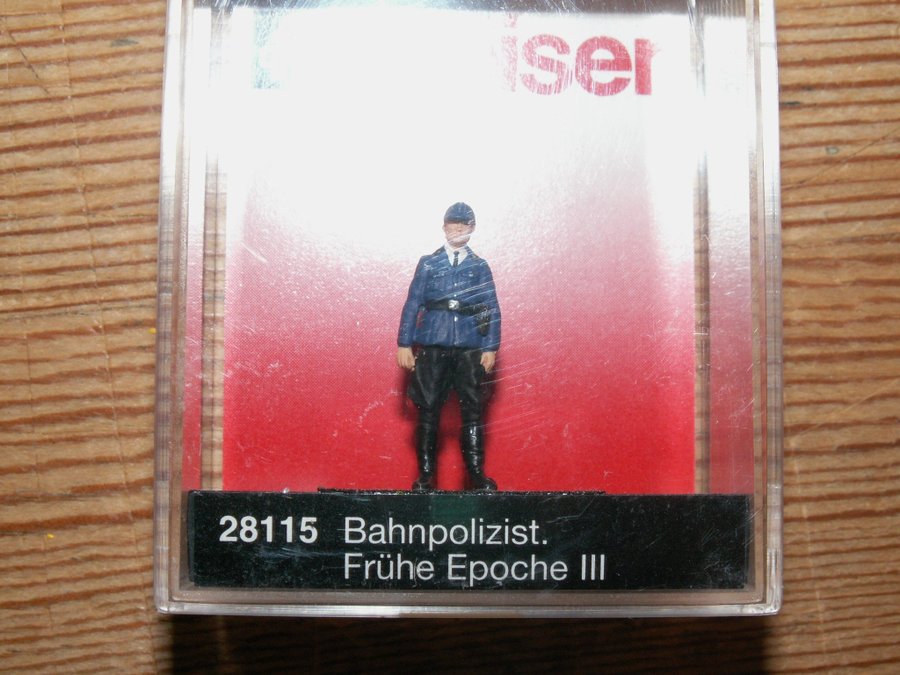 iser
28115 Bahnpolizist.
Frühe Epoche III